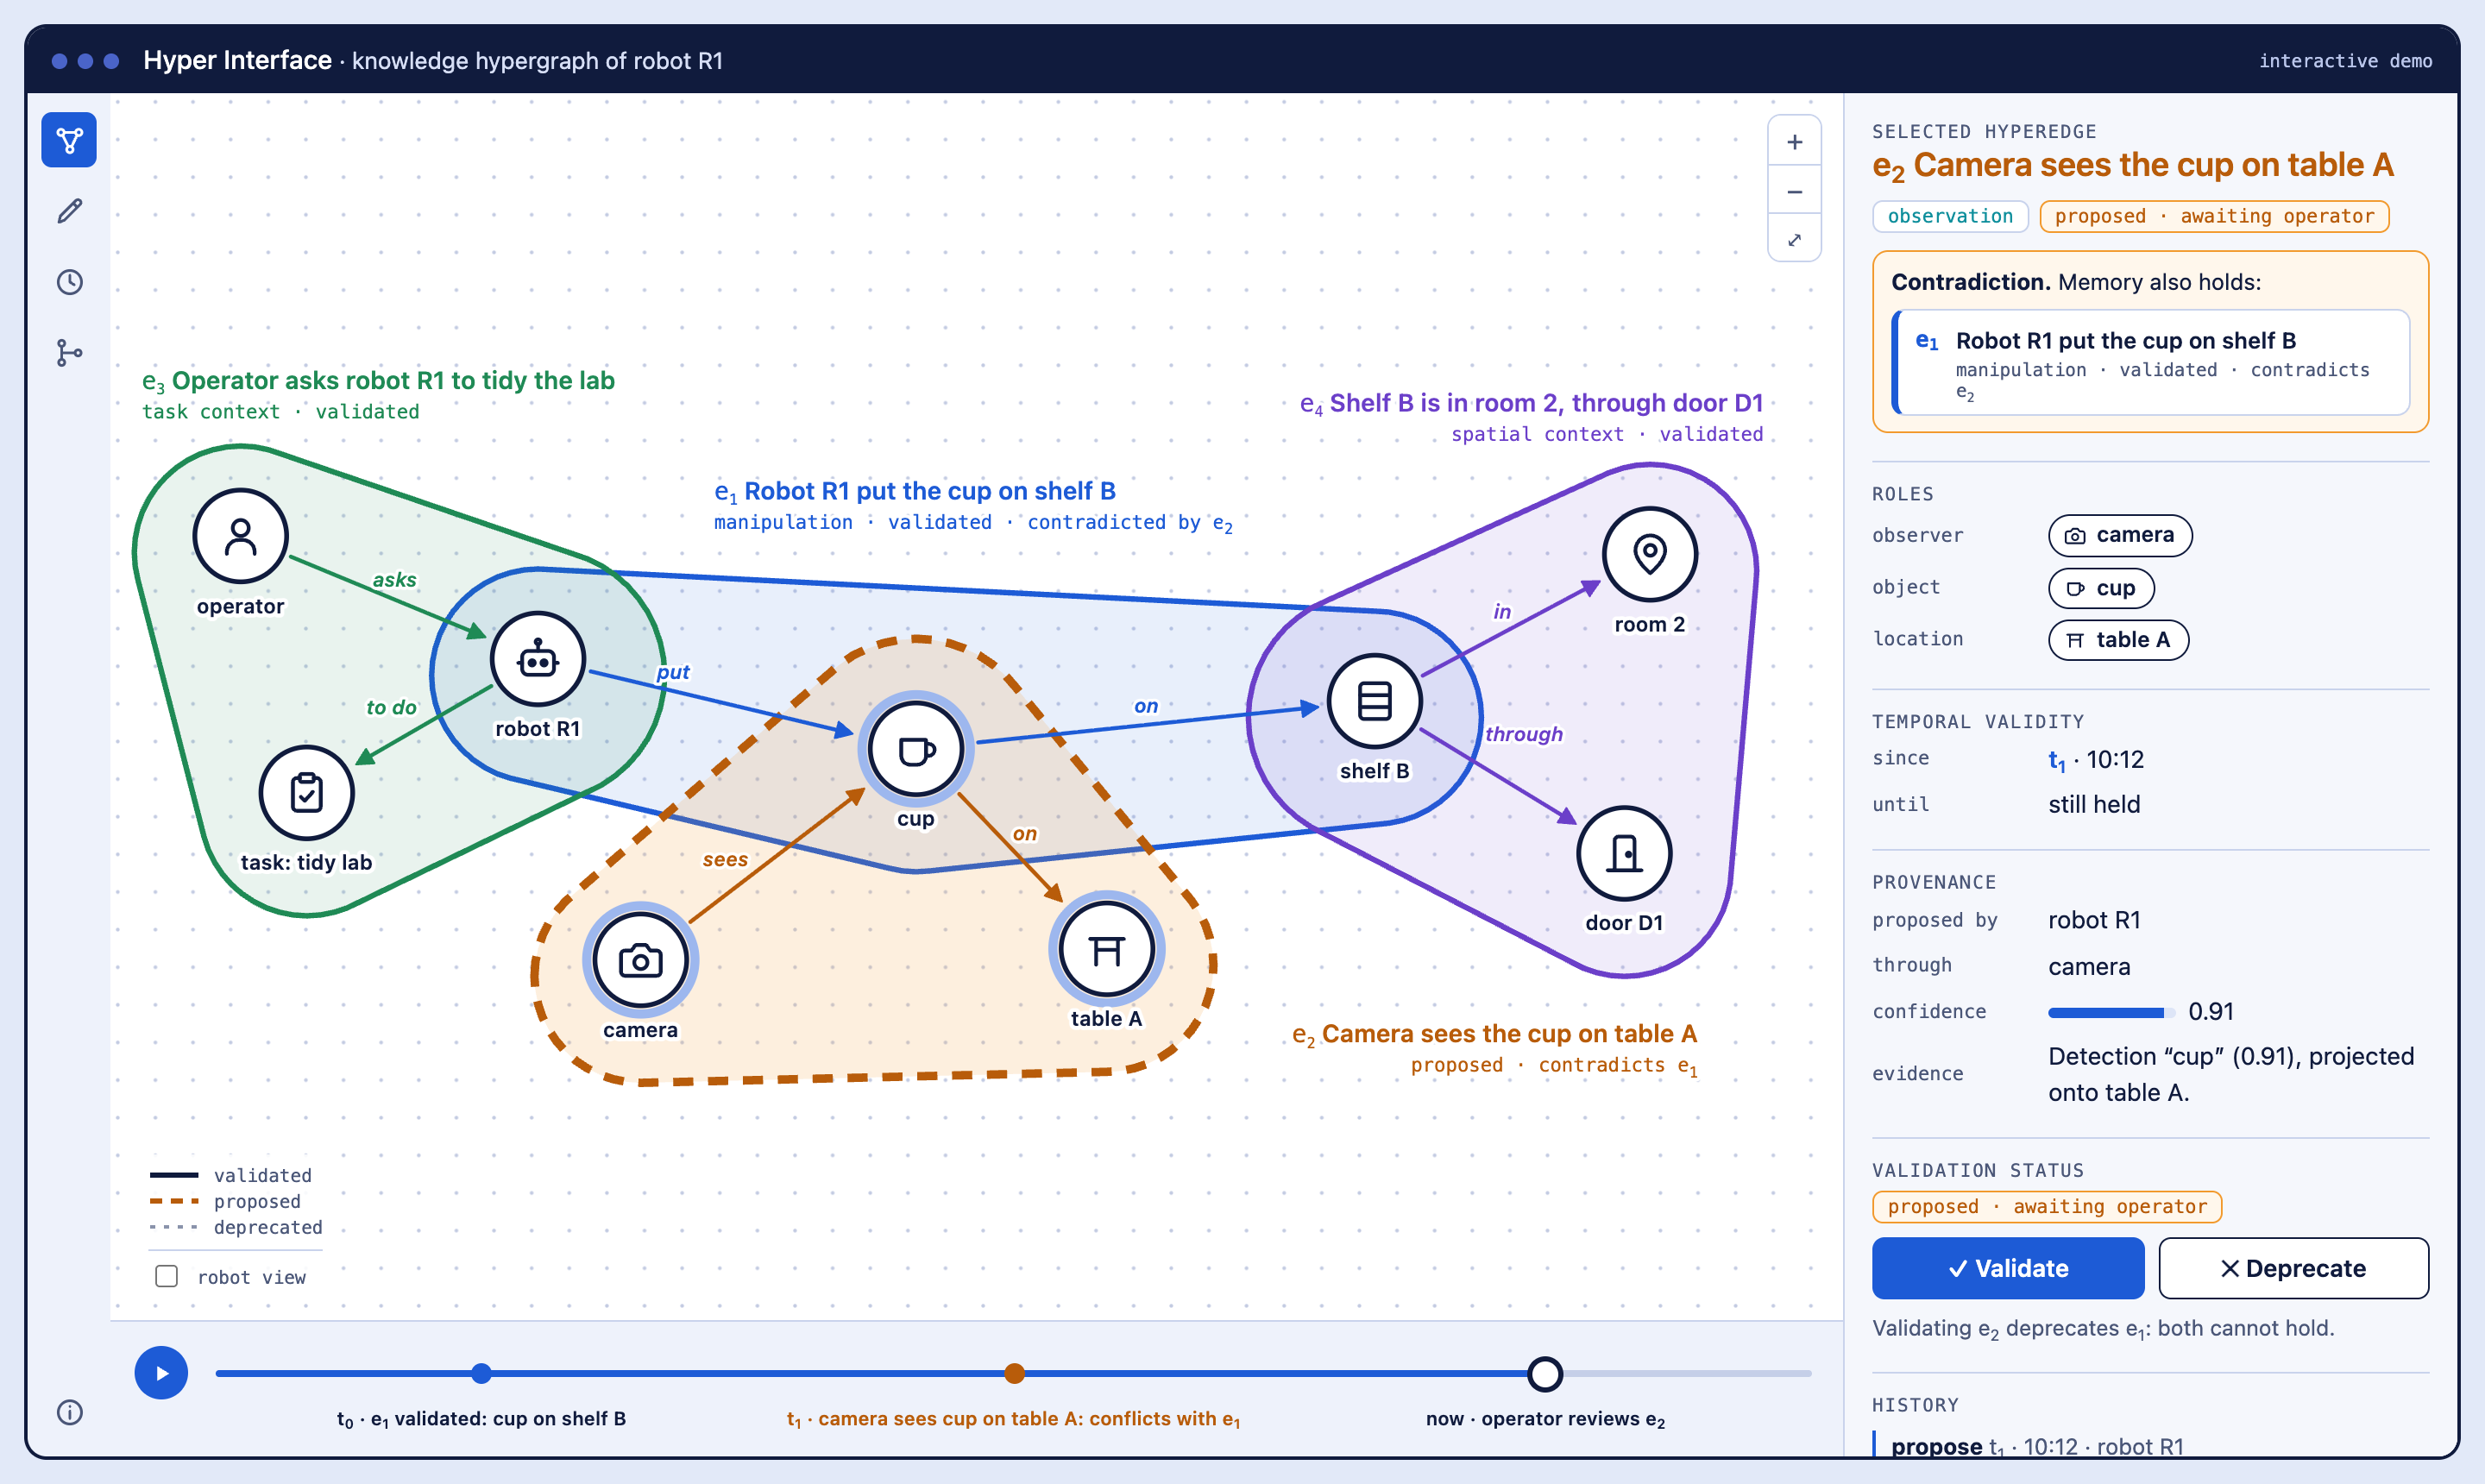 Hyper Interface · knowledge hypergraph of robot R1
interactive demo
+
−
e3 Operator asks robot R1 to tidy the lab
task context · validated
e4 Shelf B is in room 2, through door D1
spatial context · validated
e1 Robot R1 put the cup on shelf B
manipulation · validated · contradicted by e2
operator
asks
robot R1
to do
task: tidy lab
put
cup
on
shelf B
in
room 2
through
door D1
sees
on
camera
table A
e2 Camera sees the cup on table A
proposed · contradicts e1
validated
proposed
deprecated
robot view
t0 · e1 validated: cup on shelf B
t1 · camera sees cup on table A: conflicts with e1
now · operator reviews e2
SELECTED HYPEREDGE
e2 Camera sees the cup on table A
observation
proposed · awaiting operator
Contradiction. Memory also holds:
e1 Robot R1 put the cup on shelf B
manipulation · validated · contradicts
e2
ROLES
observer camera
object cup
location table A
TEMPORAL VALIDITY
since t1 · 10:12
until still held
PROVENANCE
proposed by robot R1
through camera
confidence 0.91
evidence Detection “cup” (0.91), projected
onto table A.
VALIDATION STATUS
proposed · awaiting operator
✓ Validate
✕ Deprecate
Validating e2 deprecates e1: both cannot hold.
HISTORY
propose t1 · 10:12 · robot R1